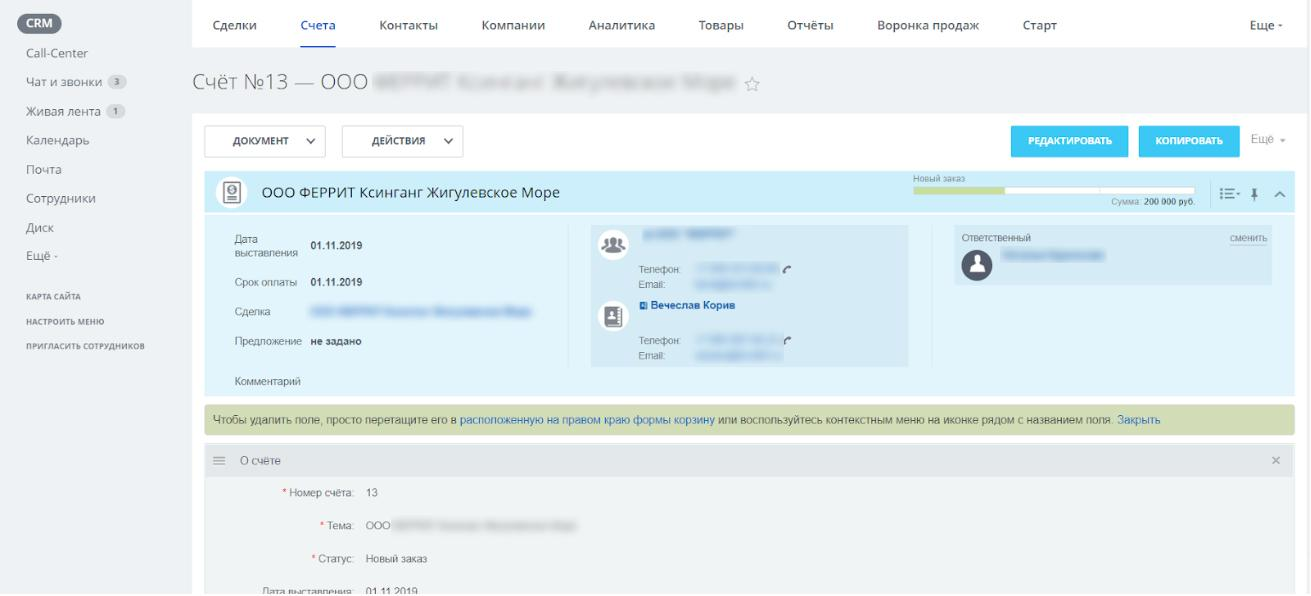 CRM
Call-Center
Чат и звонки 3
Живая лента 1
Календарь
Почта
Сотрудники
Диск
Ещё -
КАРТА САЙТА
НАСТРОИТЬ МЕНЮ
ПРИГЛАСИТЬ СОТРУДНИКОВ
Сделки Счета Контакты Компании Аналитика Товары Отчёты Воронка продаж Старт Еще -
Счёт №13 — ООО
ДОКУМЕНТ ДЕЙСТВИЯ РЕДАКТИРОВАТЬ КОПИРОВАТЬ Ещё
ООО ФЕРРИТ Ксинганг Жигулевское Море
Новый заказ
Сумма: 200 000 руб.
Дата выставления 01.11.2019
Срок оплаты 01.11.2019
Сделка
Предложение не задано
Комментарий
Телефон:
Email:
Вечеслав Корив
Телефон:
Email:
Ответственный сменить
Чтобы удалить поле, просто перетащите его в расположенную на правом краю формы корзину или воспользуйтесь контекстным меню на иконке рядом с названием поля. Закрыть
О счёте
* Номер счёта: 13
* Тема: ООО
* Статус: Новый заказ
Дата выставления: 01.11.2019